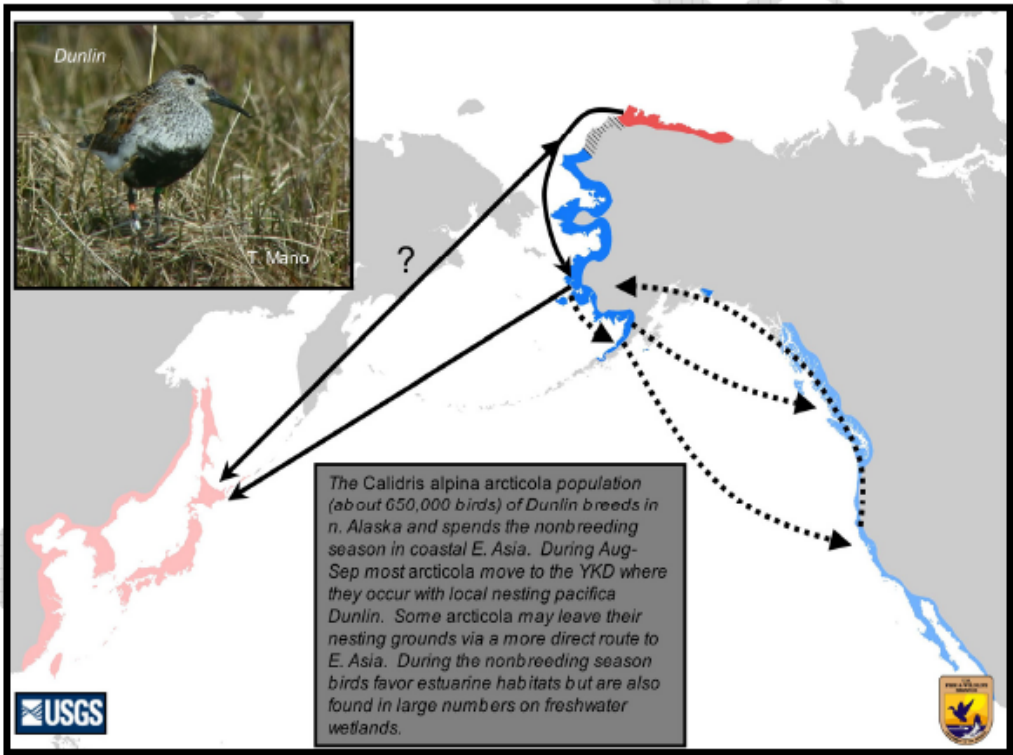 Dunlin
T. Mano
?
The Calidris alpina arcticola population
(about 650,000 birds) of Dunlin breeds in
n. Alaska and spends the nonbreeding
season in coastal E. Asia. During Aug-
Sep most arcticola move to the YKD where
they occur with local nesting pacifica
Dunlin. Some arcticola may leave their
nesting grounds via a more direct route to
E. Asia. During the nonbreeding season
birds favor estuarine habitats but are also
found in large numbers on freshwater
wetlands.
USGS
U.S.
FISH & WILDLIFE
SERVICE